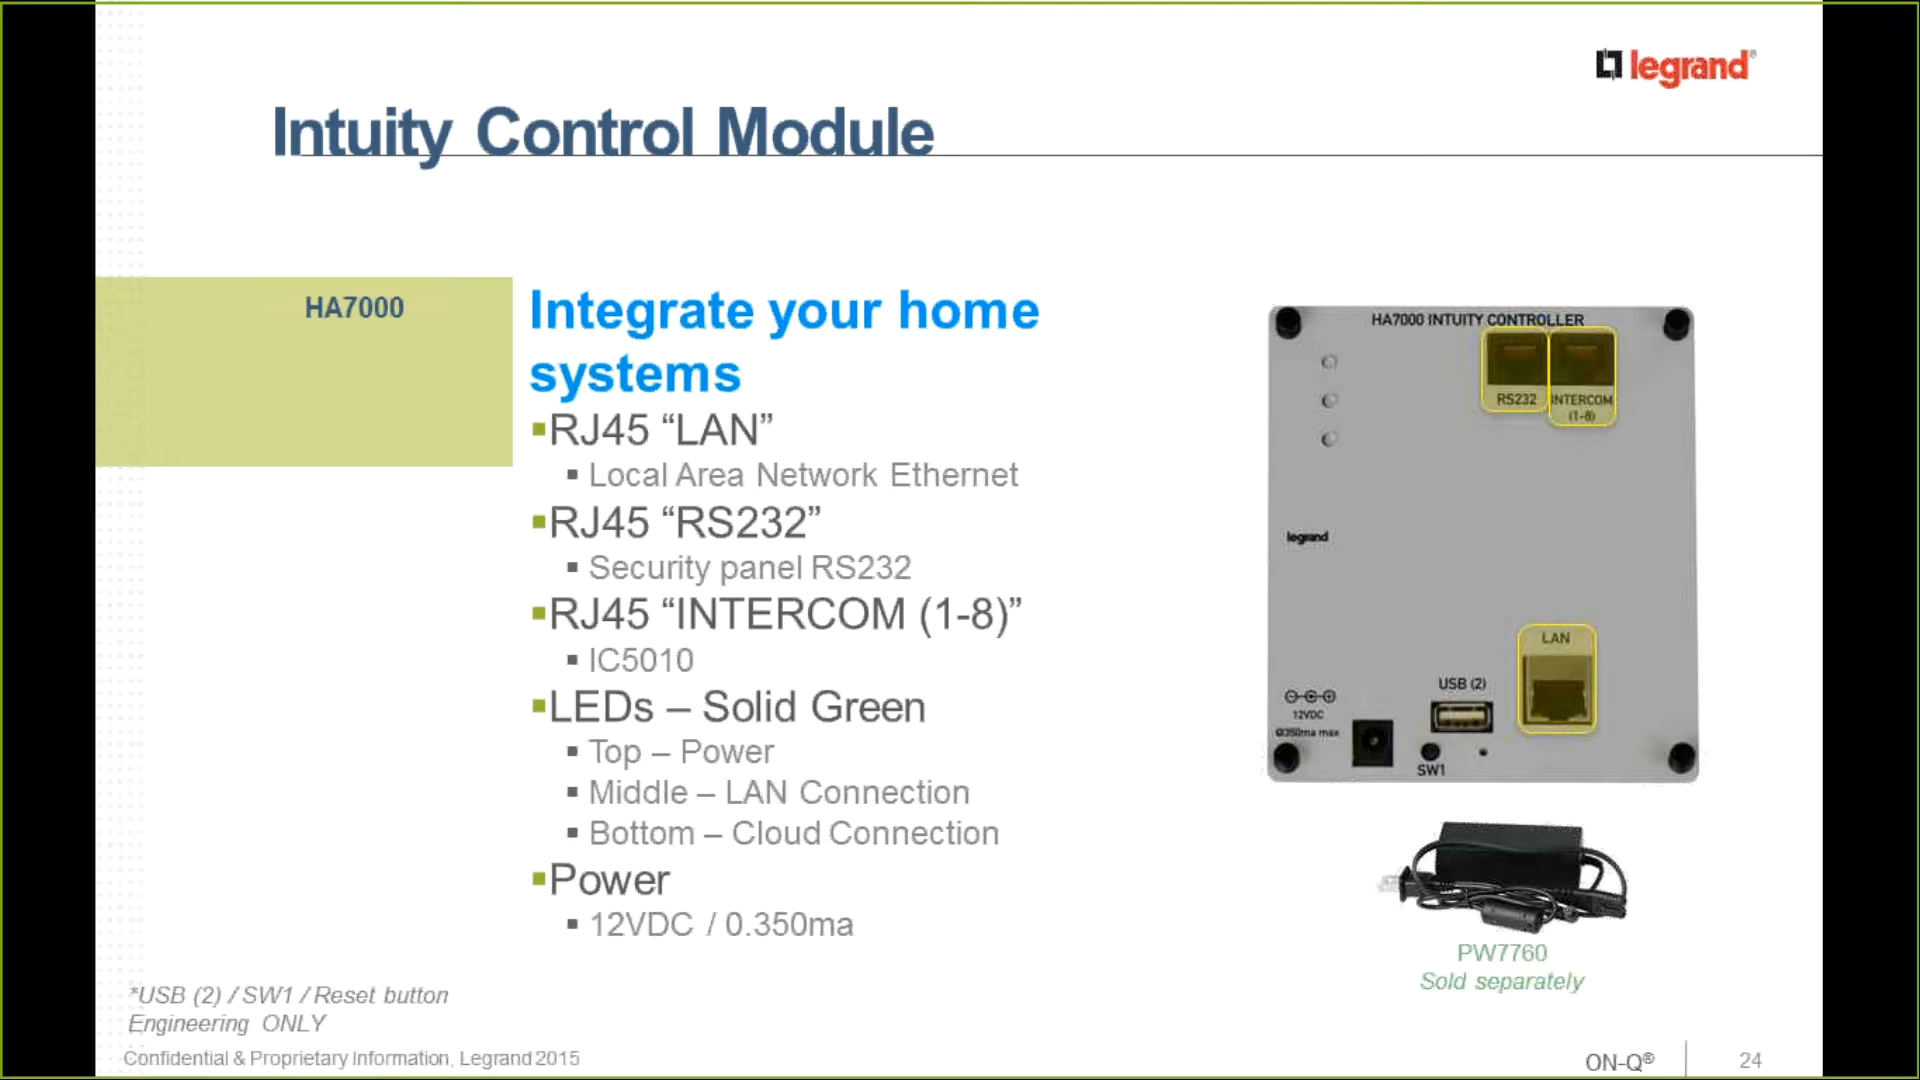 legrand®
Intuity Control Module
HA7000
Integrate your home
systems
▪RJ45 “LAN”
▪ Local Area Network Ethernet
▪RJ45 “RS232”
▪ Security panel RS232
▪RJ45 “INTERCOM (1-8)”
▪ IC5010
▪LEDs – Solid Green
▪ Top – Power
▪ Middle – LAN Connection
▪ Bottom – Cloud Connection
▪Power
▪ 12VDC / 0.350ma
HA7000 INTUITY CONTROLLER
RS232
INTERCOM
(1-8)
legrand
LAN
USB (2)
12VDC
@350ma max
SW1
PW7760
Sold separately
*USB (2) / SW1 / Reset button
Engineering ONLY
Confidential & Proprietary Information, Legrand 2015
ON-Q®
24